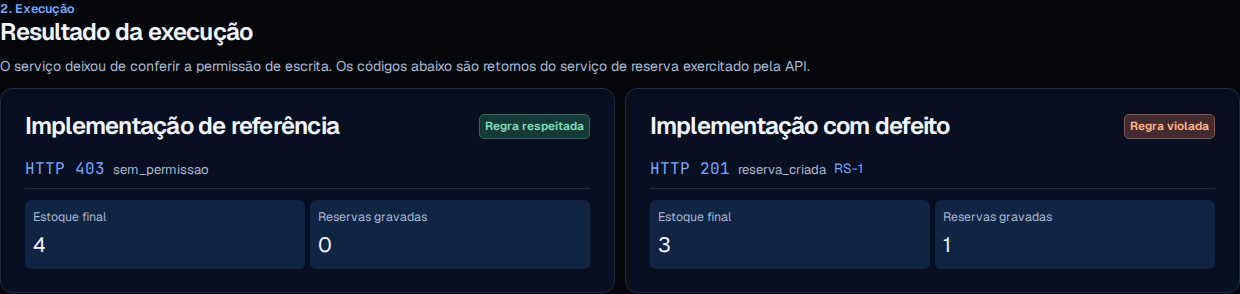 2. Execução
Resultado da execução
O serviço deixou de conferir a permissão de escrita. Os códigos abaixo são retornos do serviço de reserva exercitado pela API.
Implementação de referência
Regra respeitada
HTTP 403 sem_permissao
Estoque final
4
Reservas gravadas
0
Implementação com defeito
Regra violada
HTTP 201 reserva_criada RS-1
Estoque final
3
Reservas gravadas
1